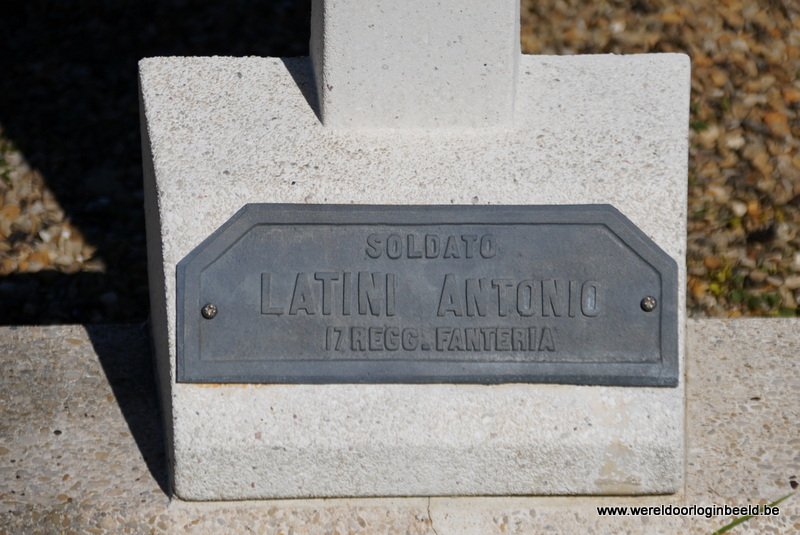 SOLDATO
LATINI ANTONIO
17 REGG. FANTERIA
www.wereldoorloginbeeld.be